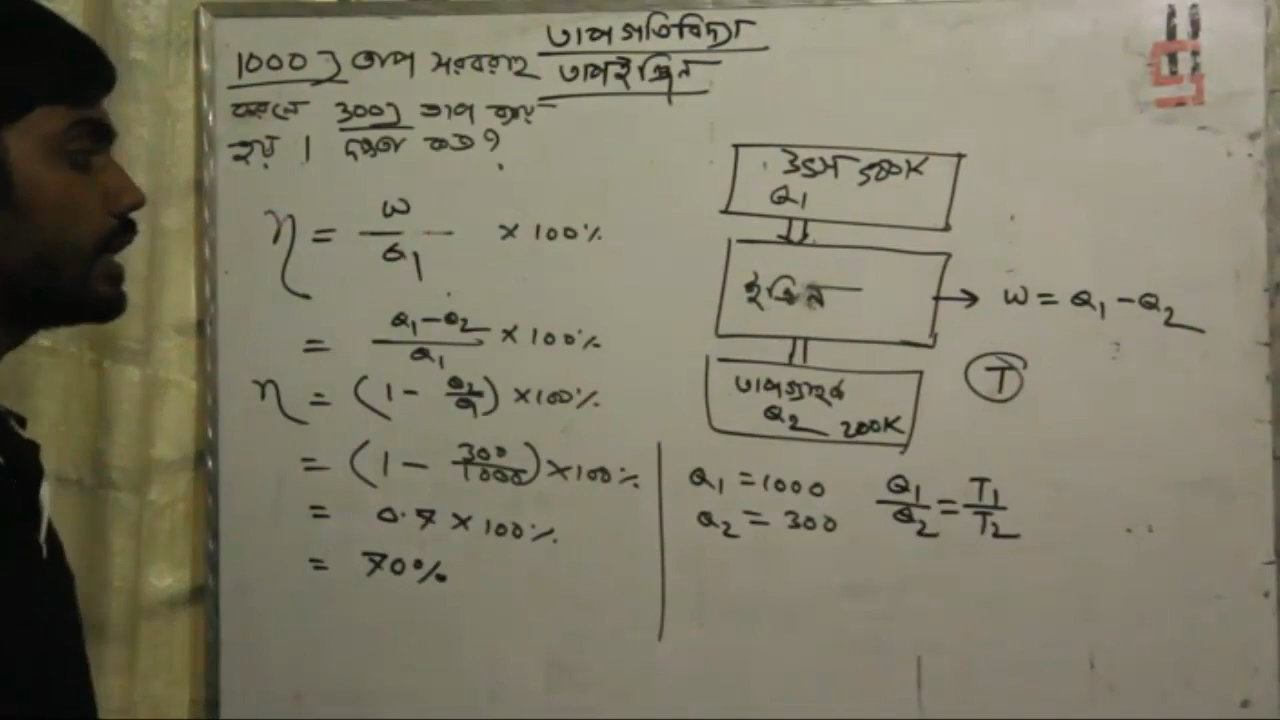 তাপগতিবিদ্যা
তাপইঞ্জিন
1000J তাপ সরবরাহ
করলে 300J তাপ ব্যয়
হয় । দক্ষতা কত ?
η = W/Q₁ × 100%
= Q₁-Q₂/Q₁ × 100%
η = (1 - Q₂/Q₁) × 100%
= (1 - 300/1000) × 100%
= 0.7 × 100%
= 70%
উৎস 500K
Q₁
ইঞ্জিন
W = Q₁ - Q₂
তাপগ্রাহক
Q₂ 200K
T
Q₁ = 1000
Q₂ = 300
Q₁/Q₂ = T₁/T₂